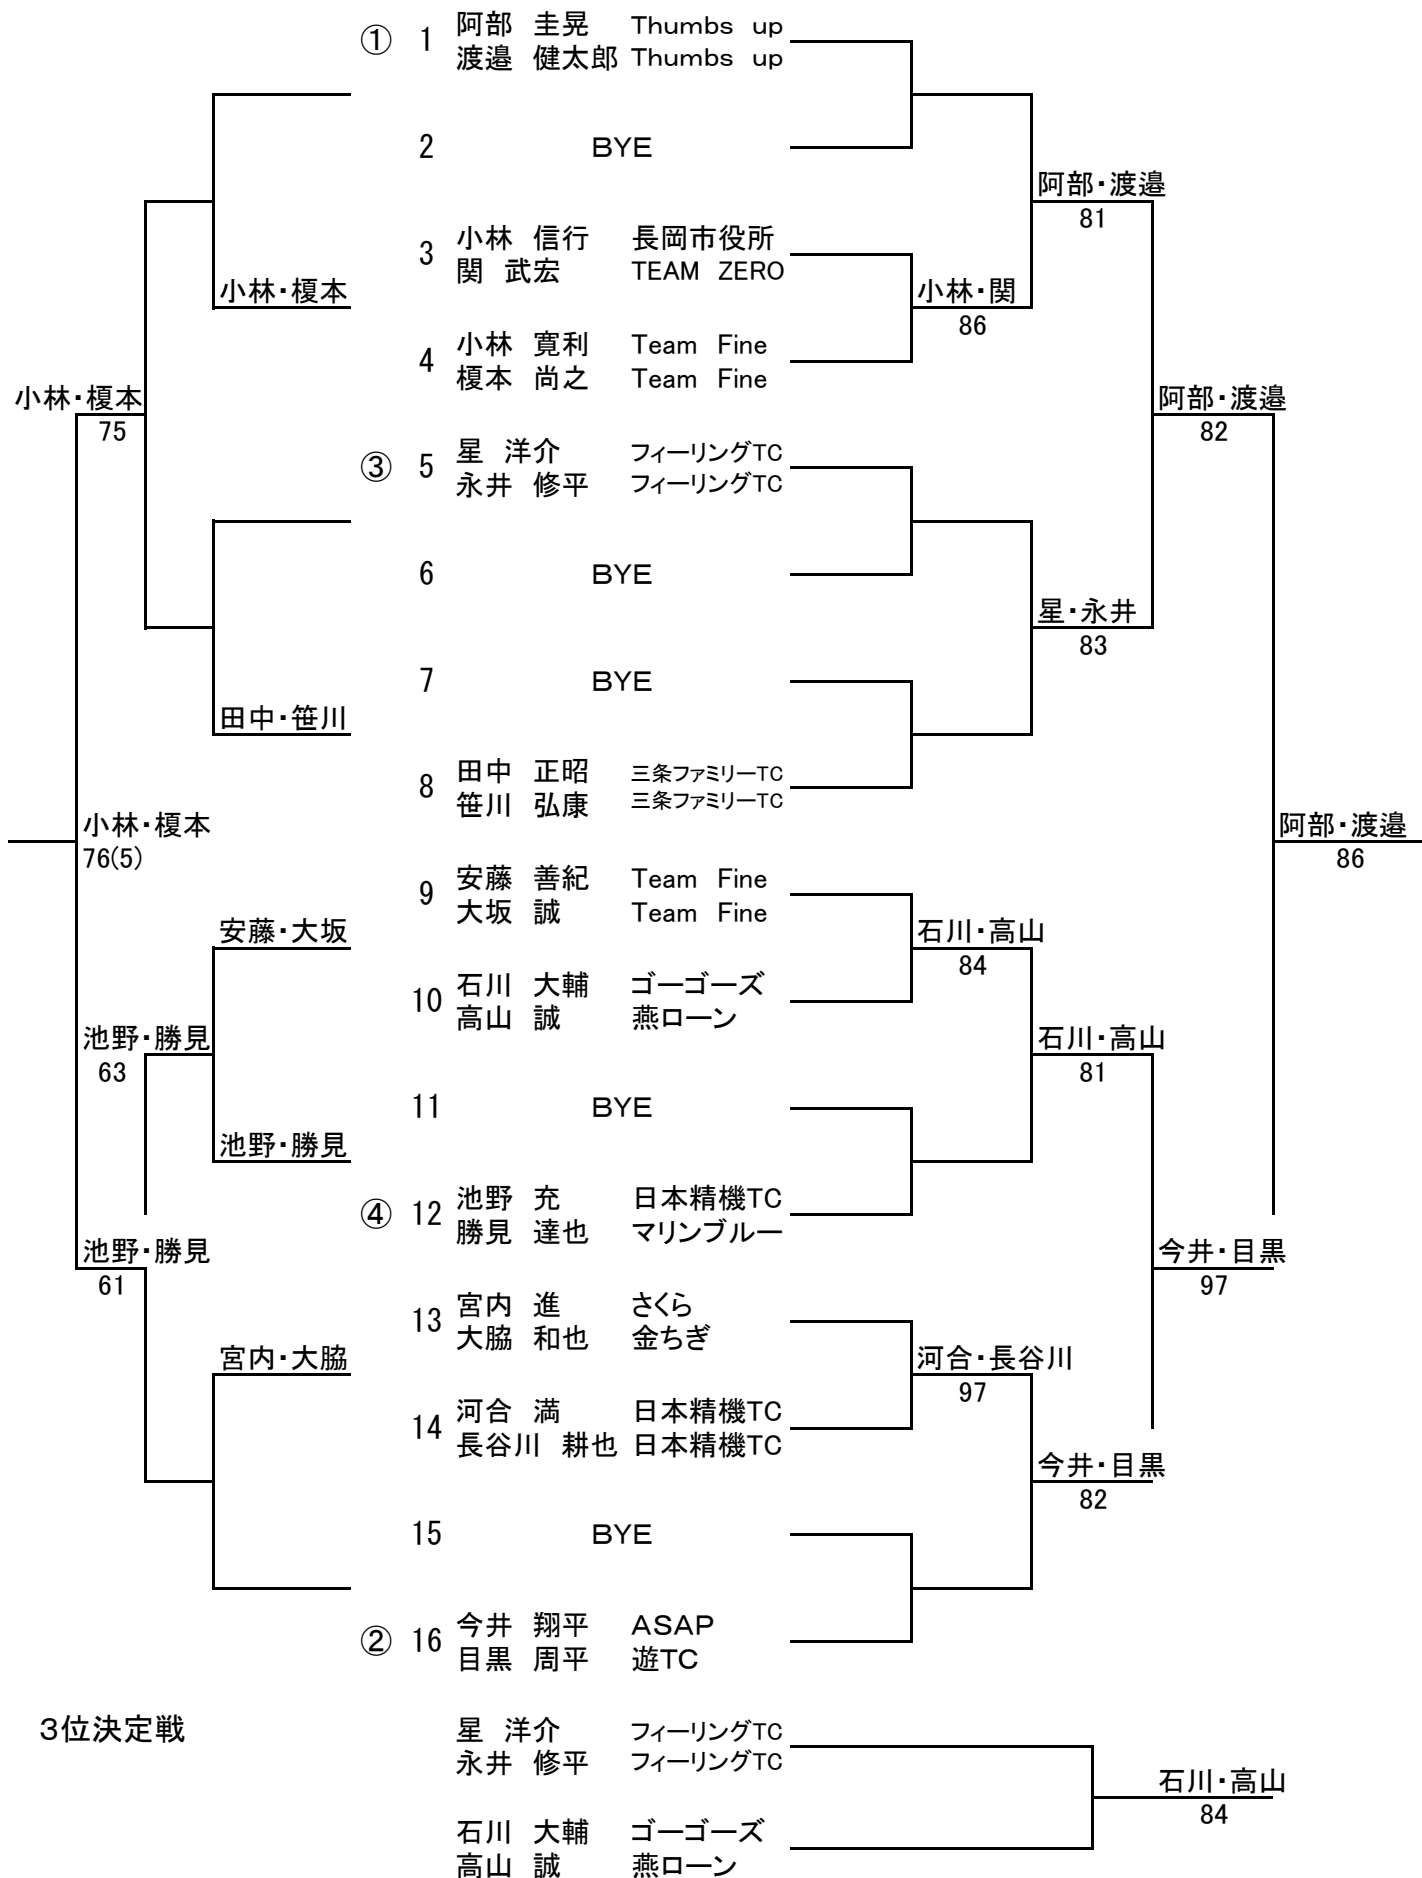 ① 1 阿部 圭晃 Thumbs up
渡邉 健太郎 Thumbs up
2 BYE
阿部・渡邉
81
3 小林 信行 長岡市役所
関 武宏 TEAM ZERO
小林・榎本
小林・関
86
4 小林 寛利 Team Fine
榎本 尚之 Team Fine
小林・榎本
75
阿部・渡邉
82
③ 5 星 洋介 フィーリングTC
永井 修平 フィーリングTC
6 BYE
星・永井
83
7 BYE
田中・笹川
8 田中 正昭 三条ファミリーTC
笹川 弘康 三条ファミリーTC
小林・榎本
76(5)
阿部・渡邉
86
9 安藤 善紀 Team Fine
大坂 誠 Team Fine
安藤・大坂
石川・高山
84
10 石川 大輔 ゴーゴーズ
高山 誠 燕ローン
池野・勝見
63
石川・高山
81
11 BYE
池野・勝見
④ 12 池野 充 日本精機TC
勝見 達也 マリンブルー
池野・勝見
61
今井・目黒
97
13 宮内 進 さくら
大脇 和也 金ちぎ
宮内・大脇
河合・長谷川
97
14 河合 満 日本精機TC
長谷川 耕也 日本精機TC
今井・目黒
82
15 BYE
② 16 今井 翔平 ASAP
目黒 周平 遊TC
3位決定戦
星 洋介 フィーリングTC
永井 修平 フィーリングTC
石川・高山
84
石川 大輔 ゴーゴーズ
高山 誠 燕ローン